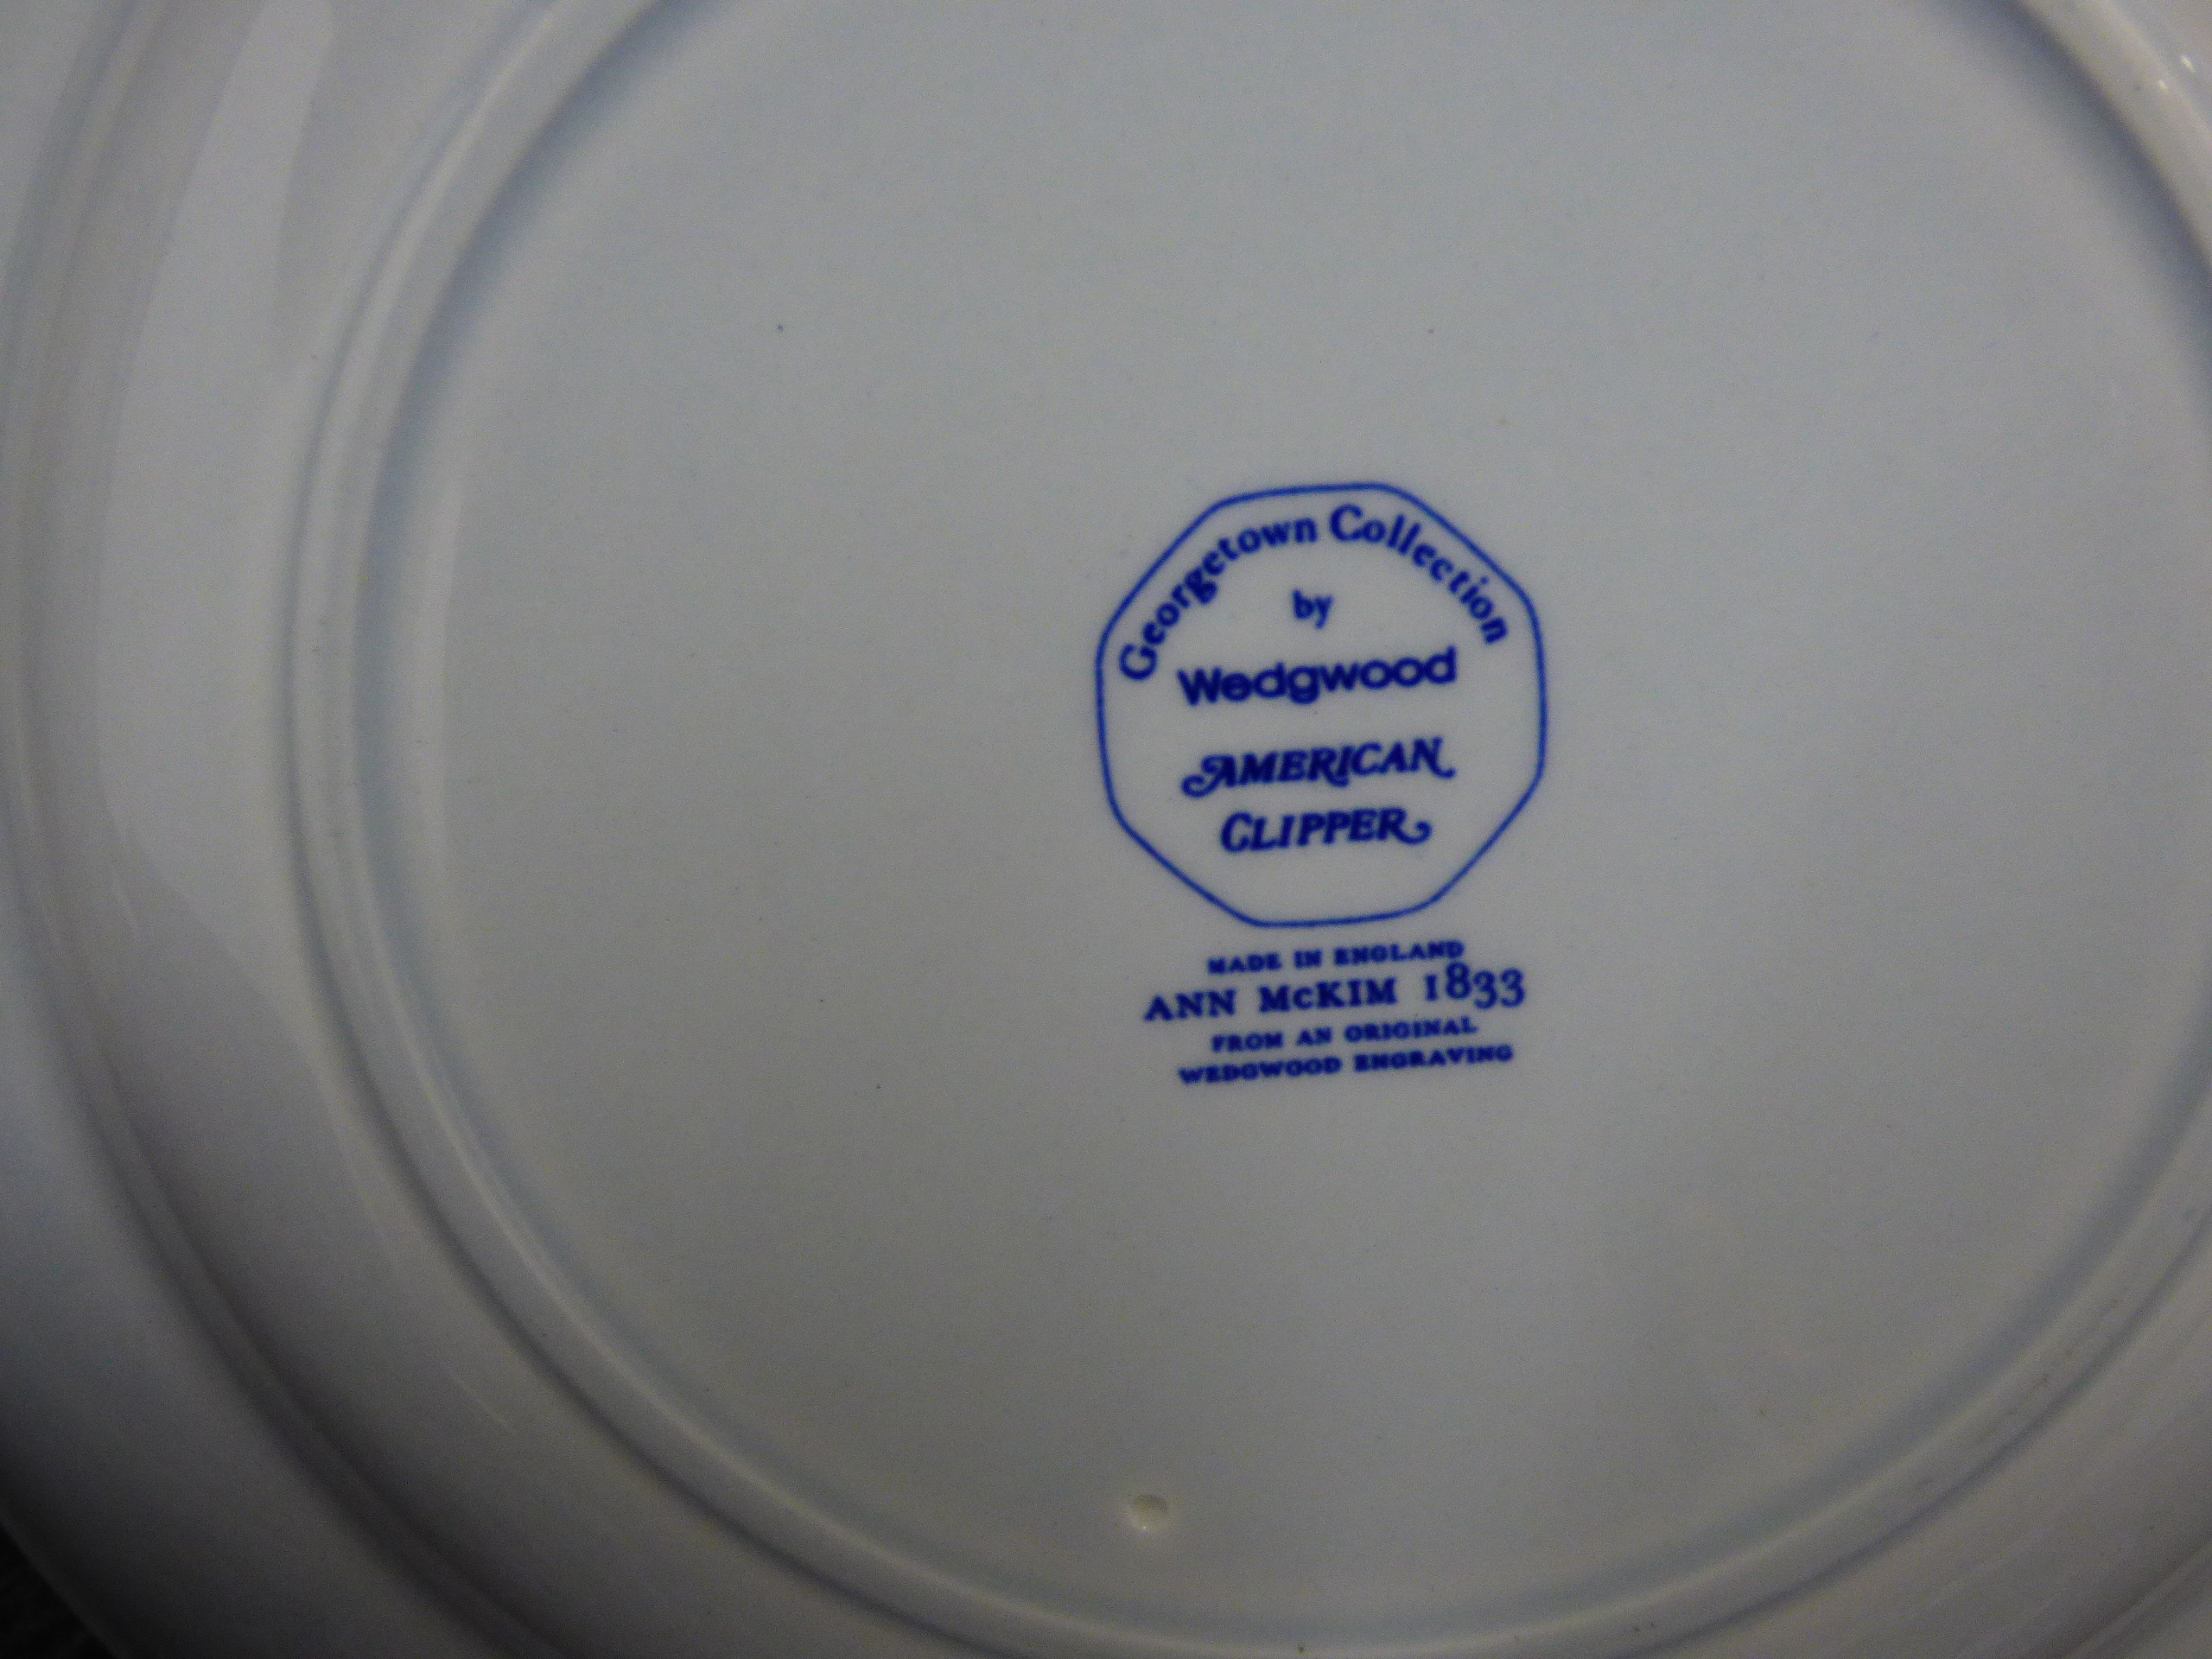 Georgetown Collection
by
Wedgwood
AMERICAN
CLIPPER
MADE IN ENGLAND
ANN McKIM 1833
FROM AN ORIGINAL
WEDGWOOD ENGRAVING